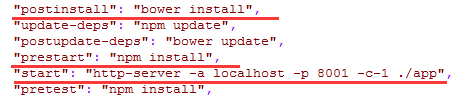 "postinstall": "bower install",
"update-deps": "npm update",
"postupdate-deps": "bower update",
"prestart": "npm install",
"start": "http-server -a localhost -p 8001 -c-1 ./app",
"pretest": "npm install",